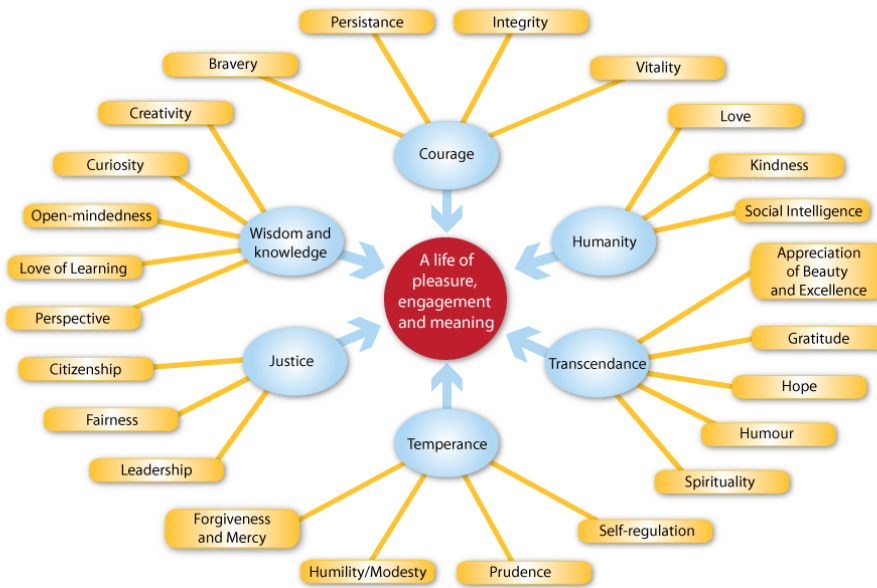 Persistance
Integrity
Bravery
Vitality
Creativity
Love
Courage
Curiosity
Kindness
Open-mindedness
Social Intelligence
Wisdom and
knowledge
Humanity
Love of Learning
Appreciation
of Beauty
and Excellence
A life of
pleasure,
engagement
and meaning
Perspective
Gratitude
Citizenship
Justice
Transcendance
Hope
Fairness
Humour
Temperance
Leadership
Spirituality
Forgiveness
and Mercy
Self-regulation
Humility/Modesty
Prudence